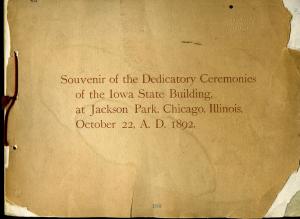 Souvenir of the Dedicatory Ceremonies
of the Iowa State Building,
at Jackson Park, Chicago, Illinois,
October 22, A. D. 1892.